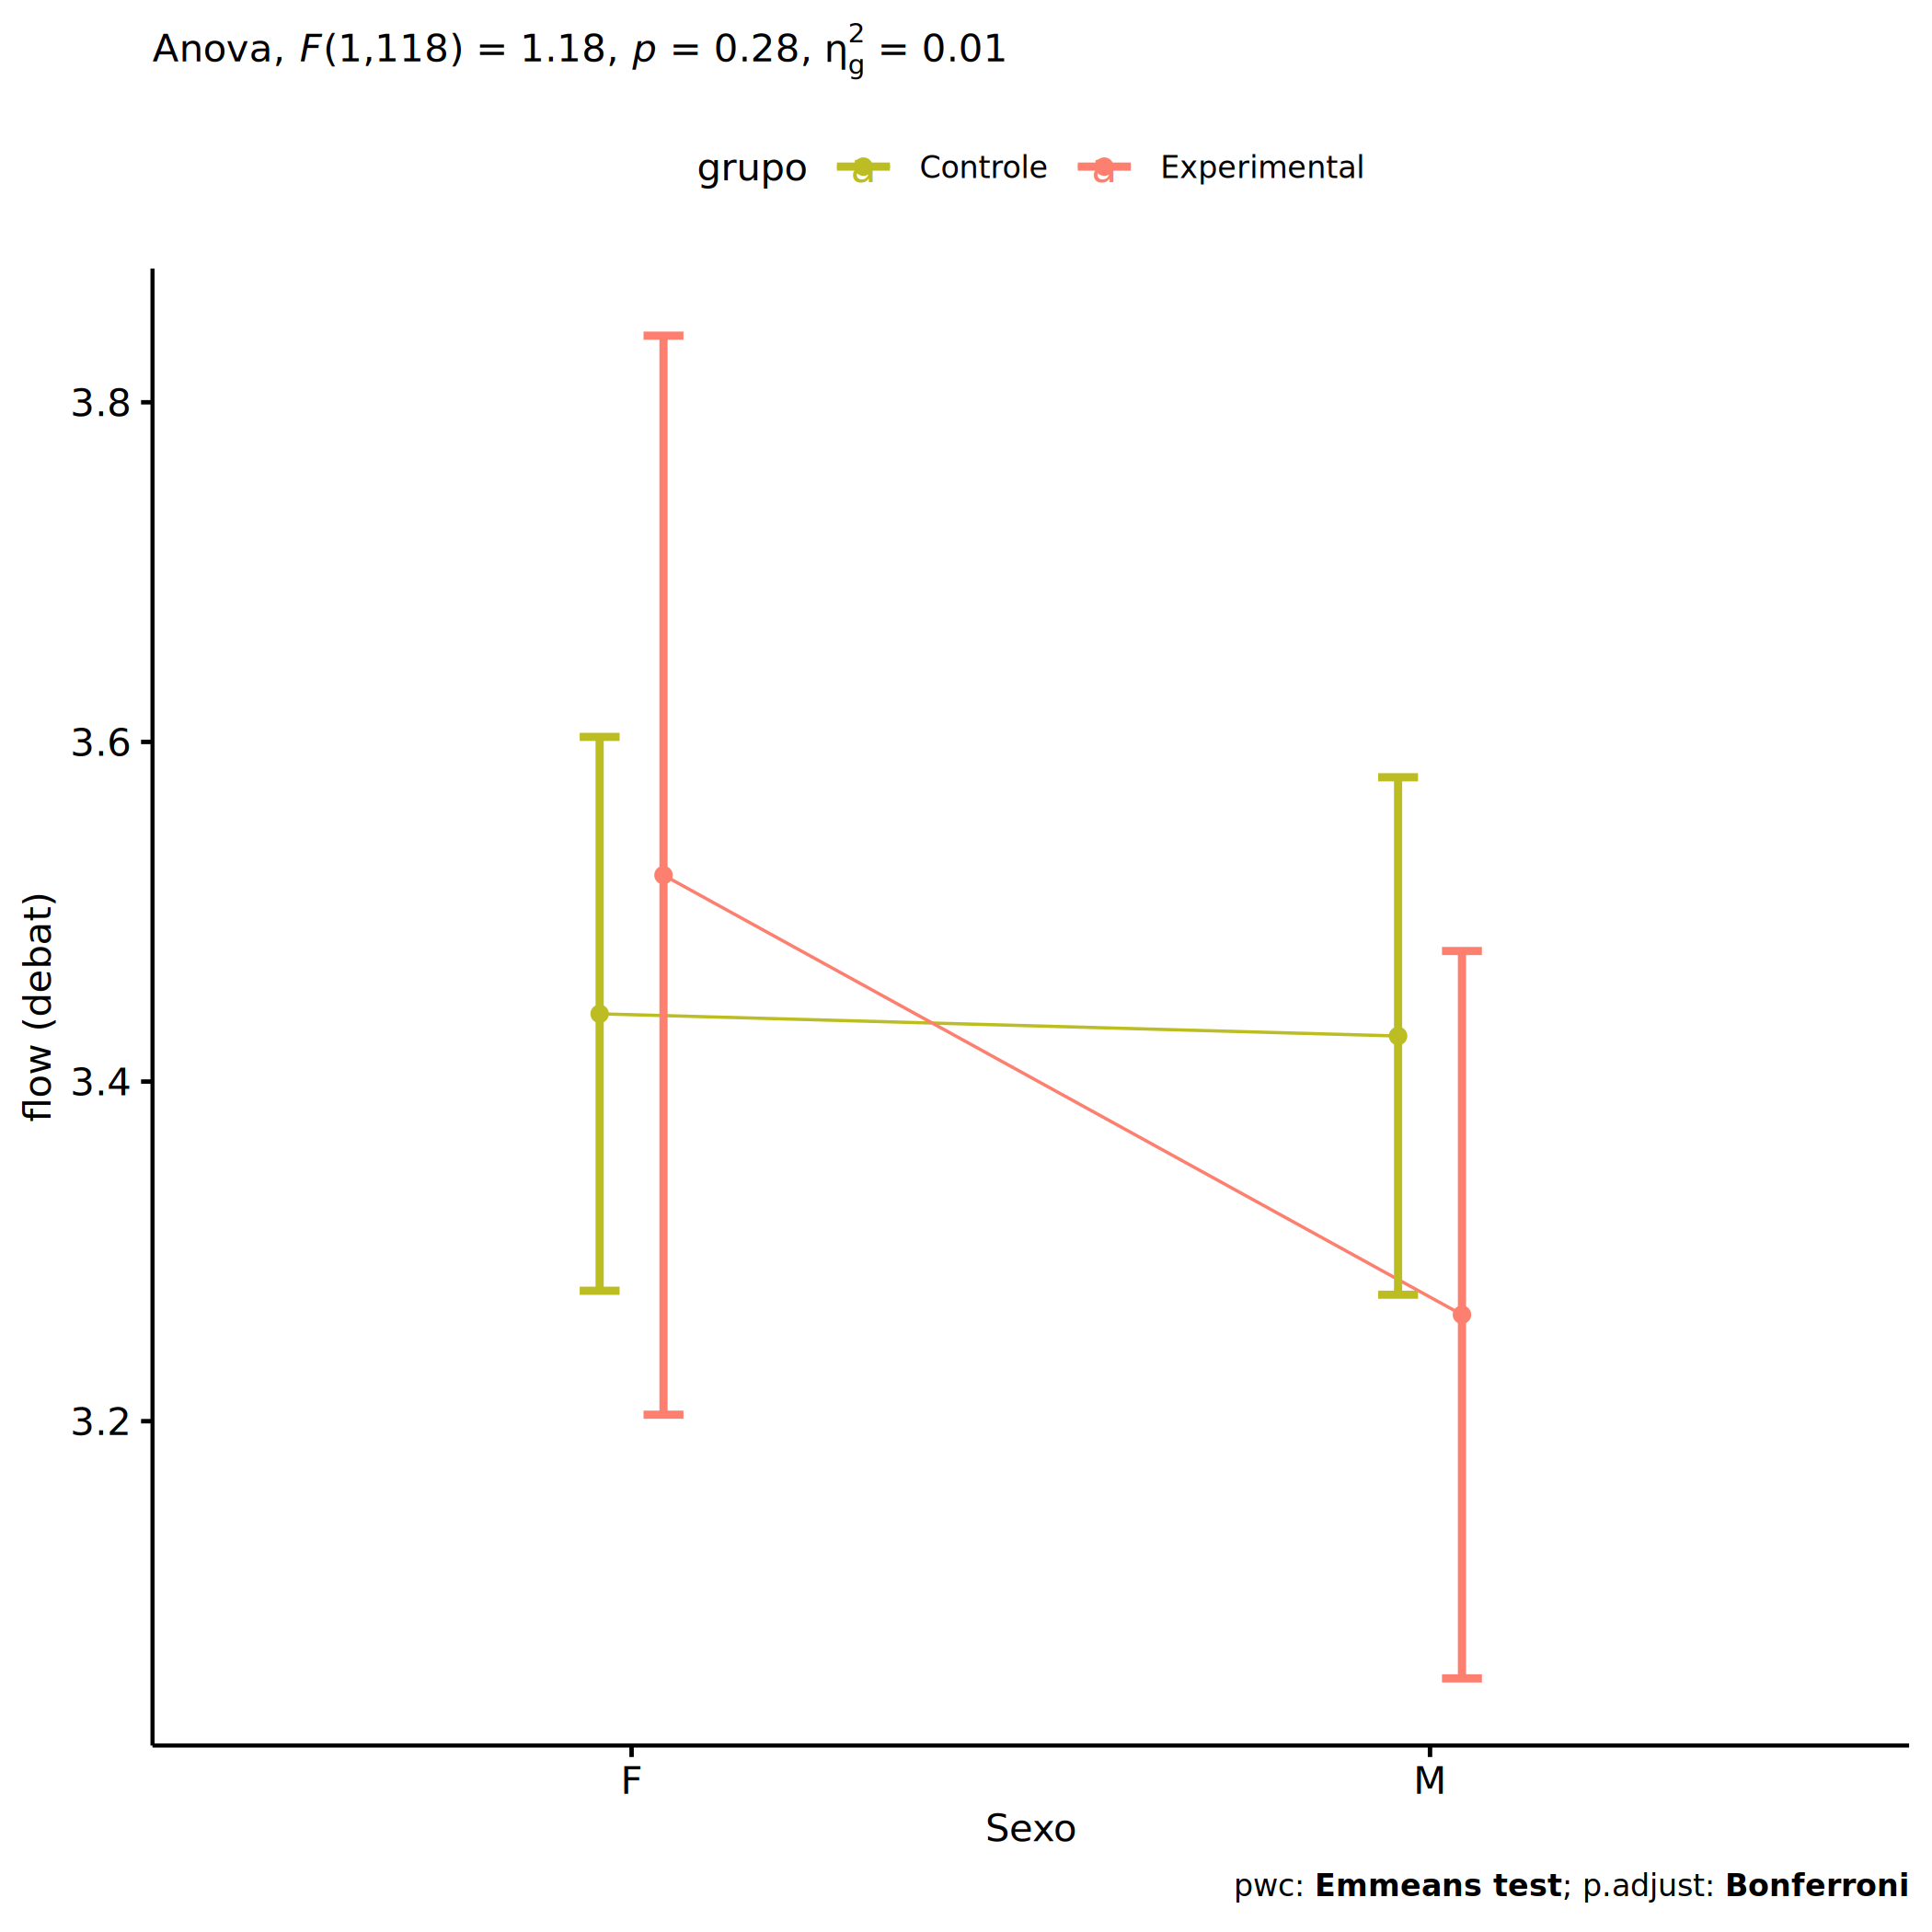 Anova, F(1,118) = 1.18, p = 0.28, η²g = 0.01
grupo a Controle a Experimental
3.8
3.6
3.4
3.2
flow (debat)
F M
Sexo
pwc: Emmeans test; p.adjust: Bonferroni